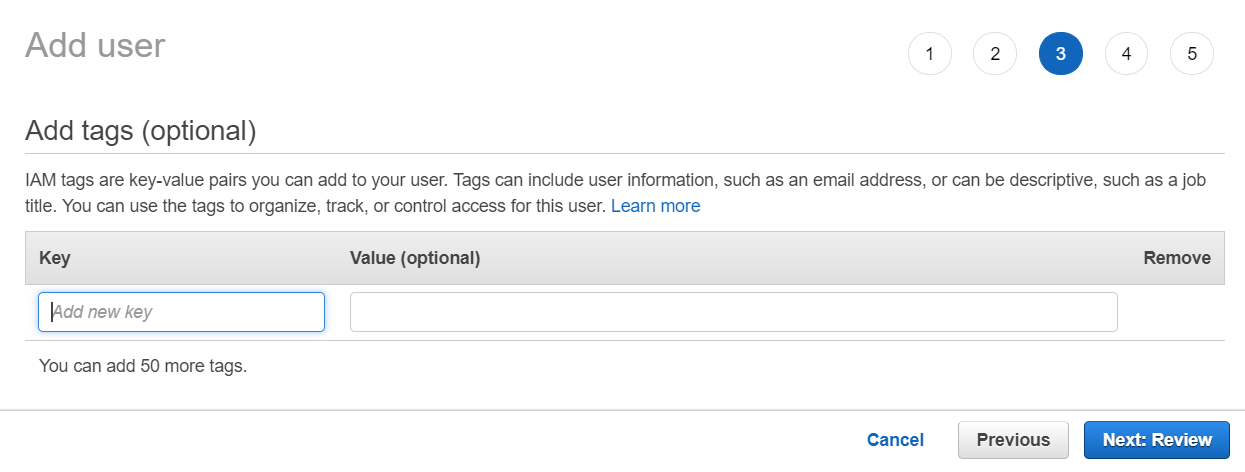 Add user
1 2 3 4 5
Add tags (optional)
IAM tags are key-value pairs you can add to your user. Tags can include user information, such as an email address, or can be descriptive, such as a job
title. You can use the tags to organize, track, or control access for this user. Learn more
Key Value (optional) Remove
Add new key
You can add 50 more tags.
Cancel Previous Next: Review